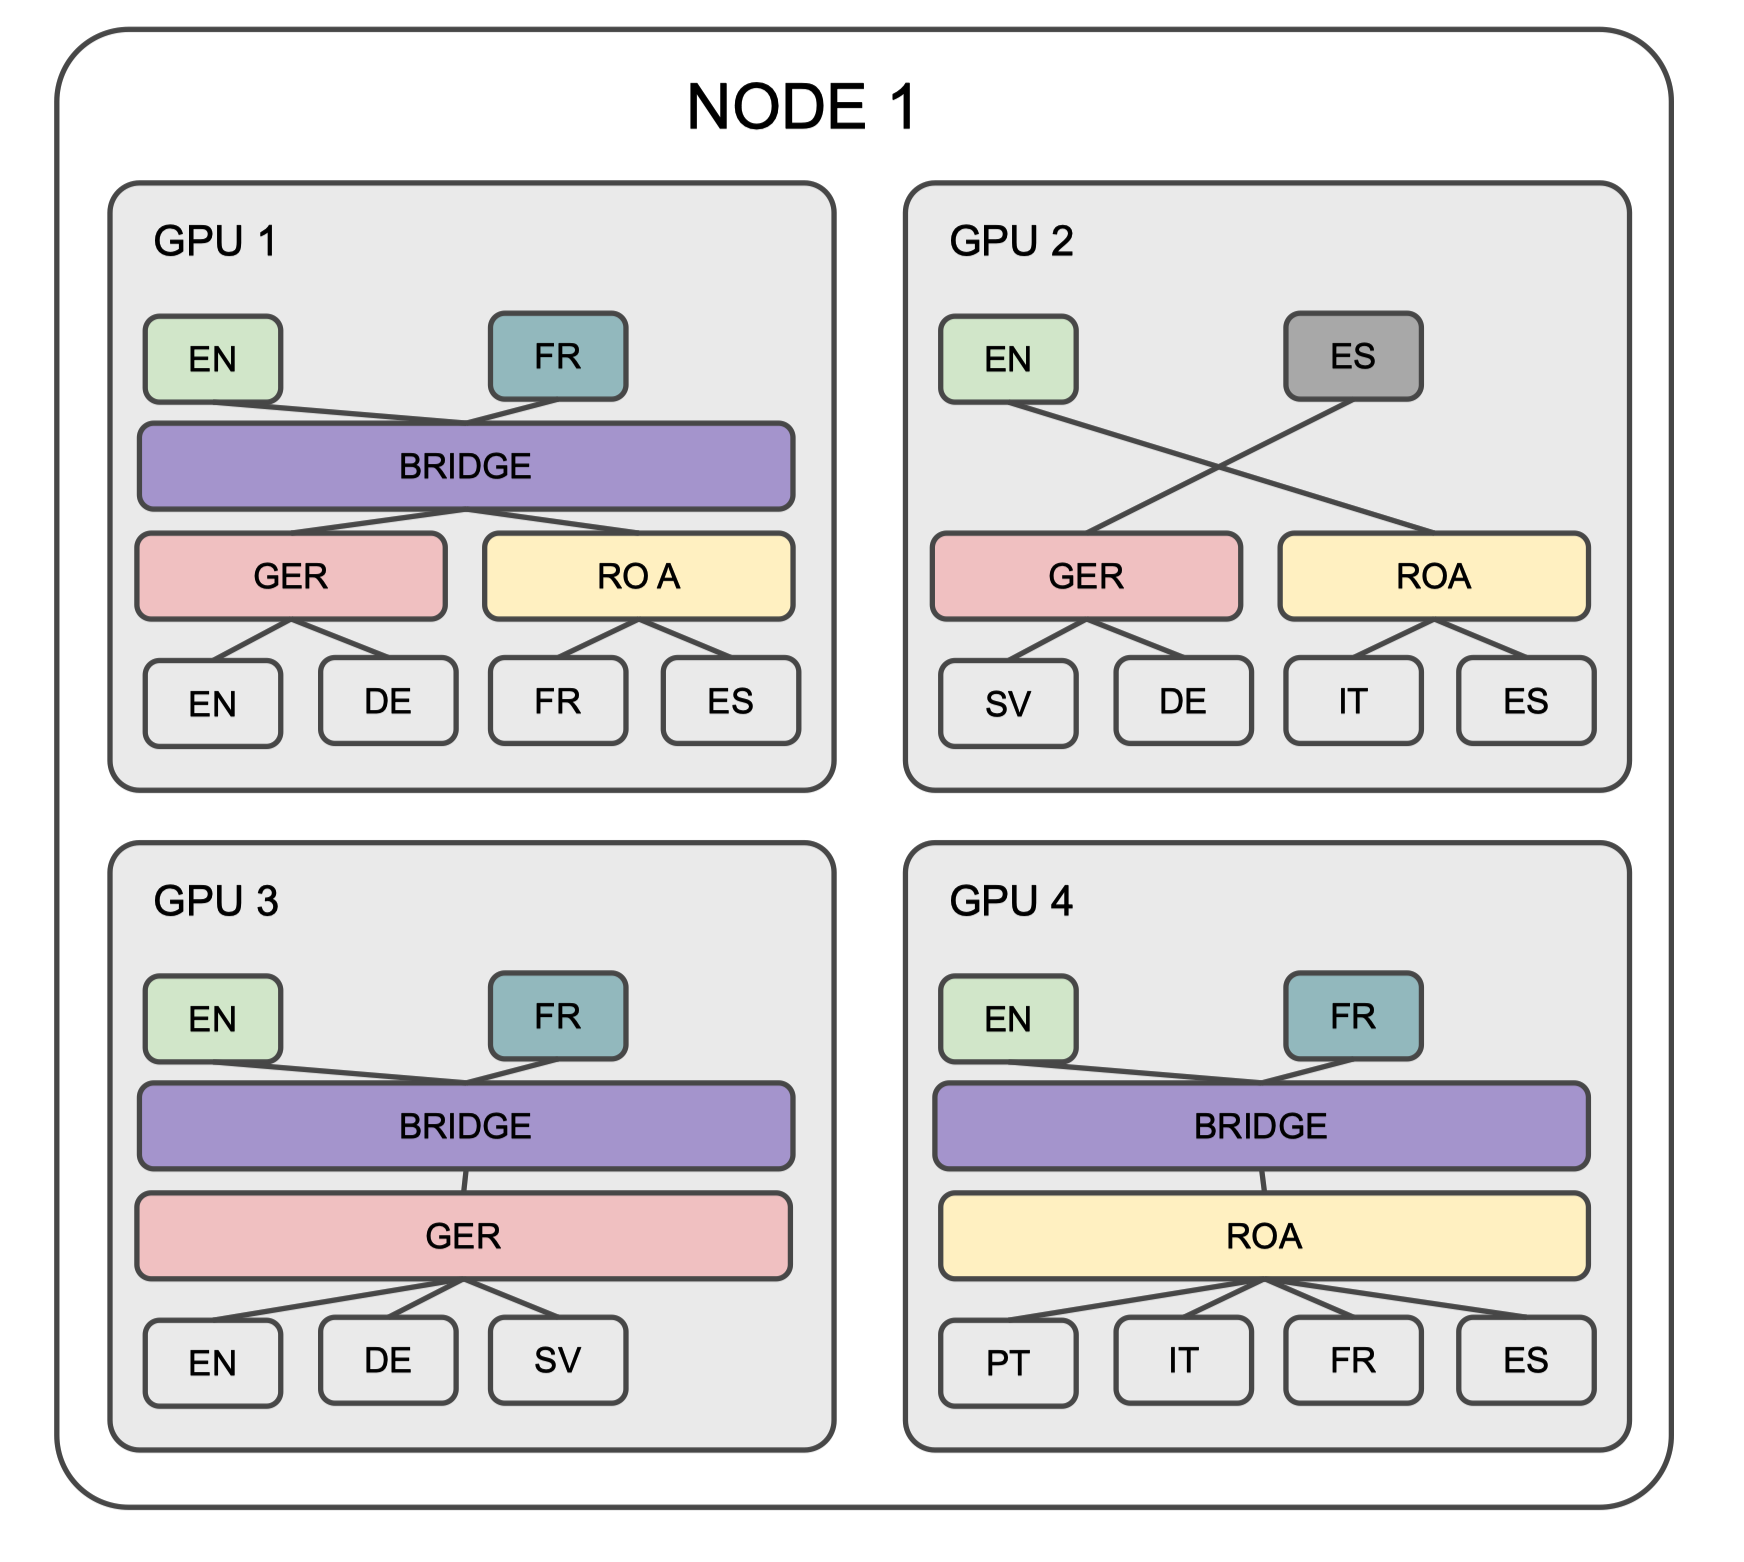 NODE 1
GPU 1
EN
FR
BRIDGE
GER
RO A
EN
DE
FR
ES
GPU 2
EN
ES
GER
ROA
SV
DE
IT
ES
GPU 3
EN
FR
BRIDGE
GER
EN
DE
SV
GPU 4
EN
FR
BRIDGE
ROA
PT
IT
FR
ES